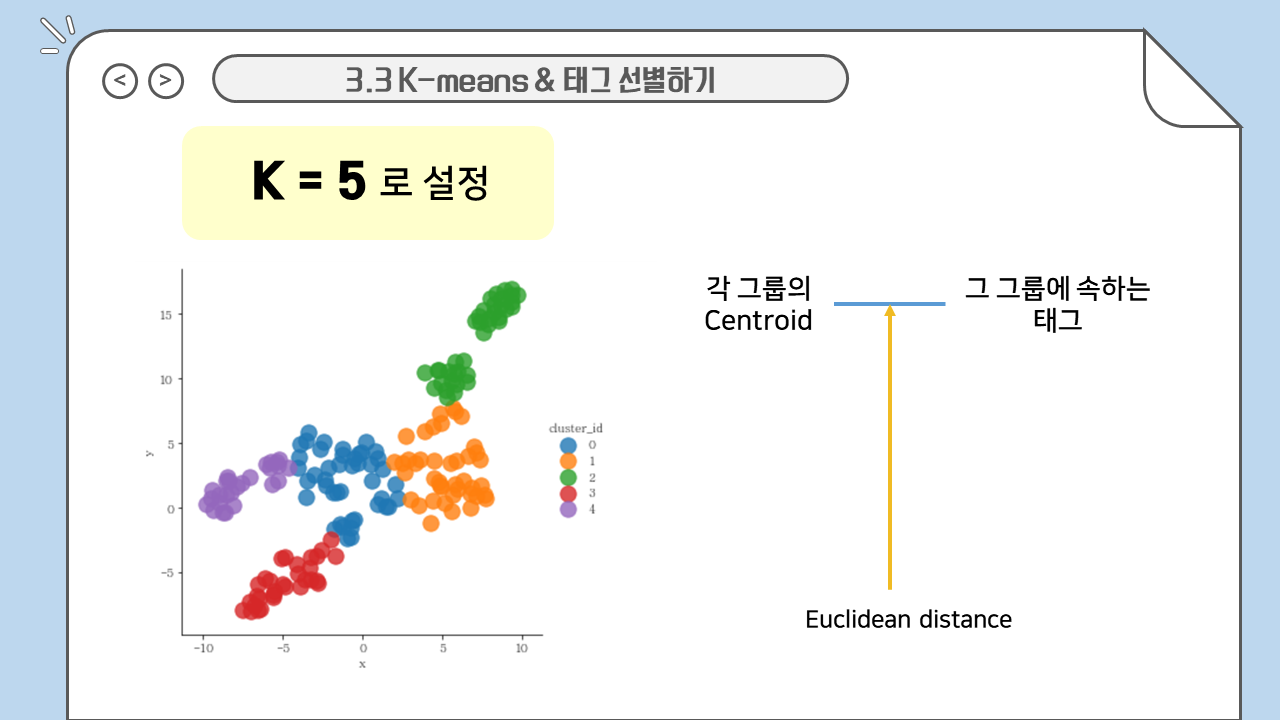 < >
3.3 K-means & 태그 선별하기
K = 5 로 설정
15
10
5
0
-5
y
-10 -5 0 5 10
x
cluster_id
0
1
2
3
4
각 그룹의
Centroid
그 그룹에 속하는
태그
Euclidean distance